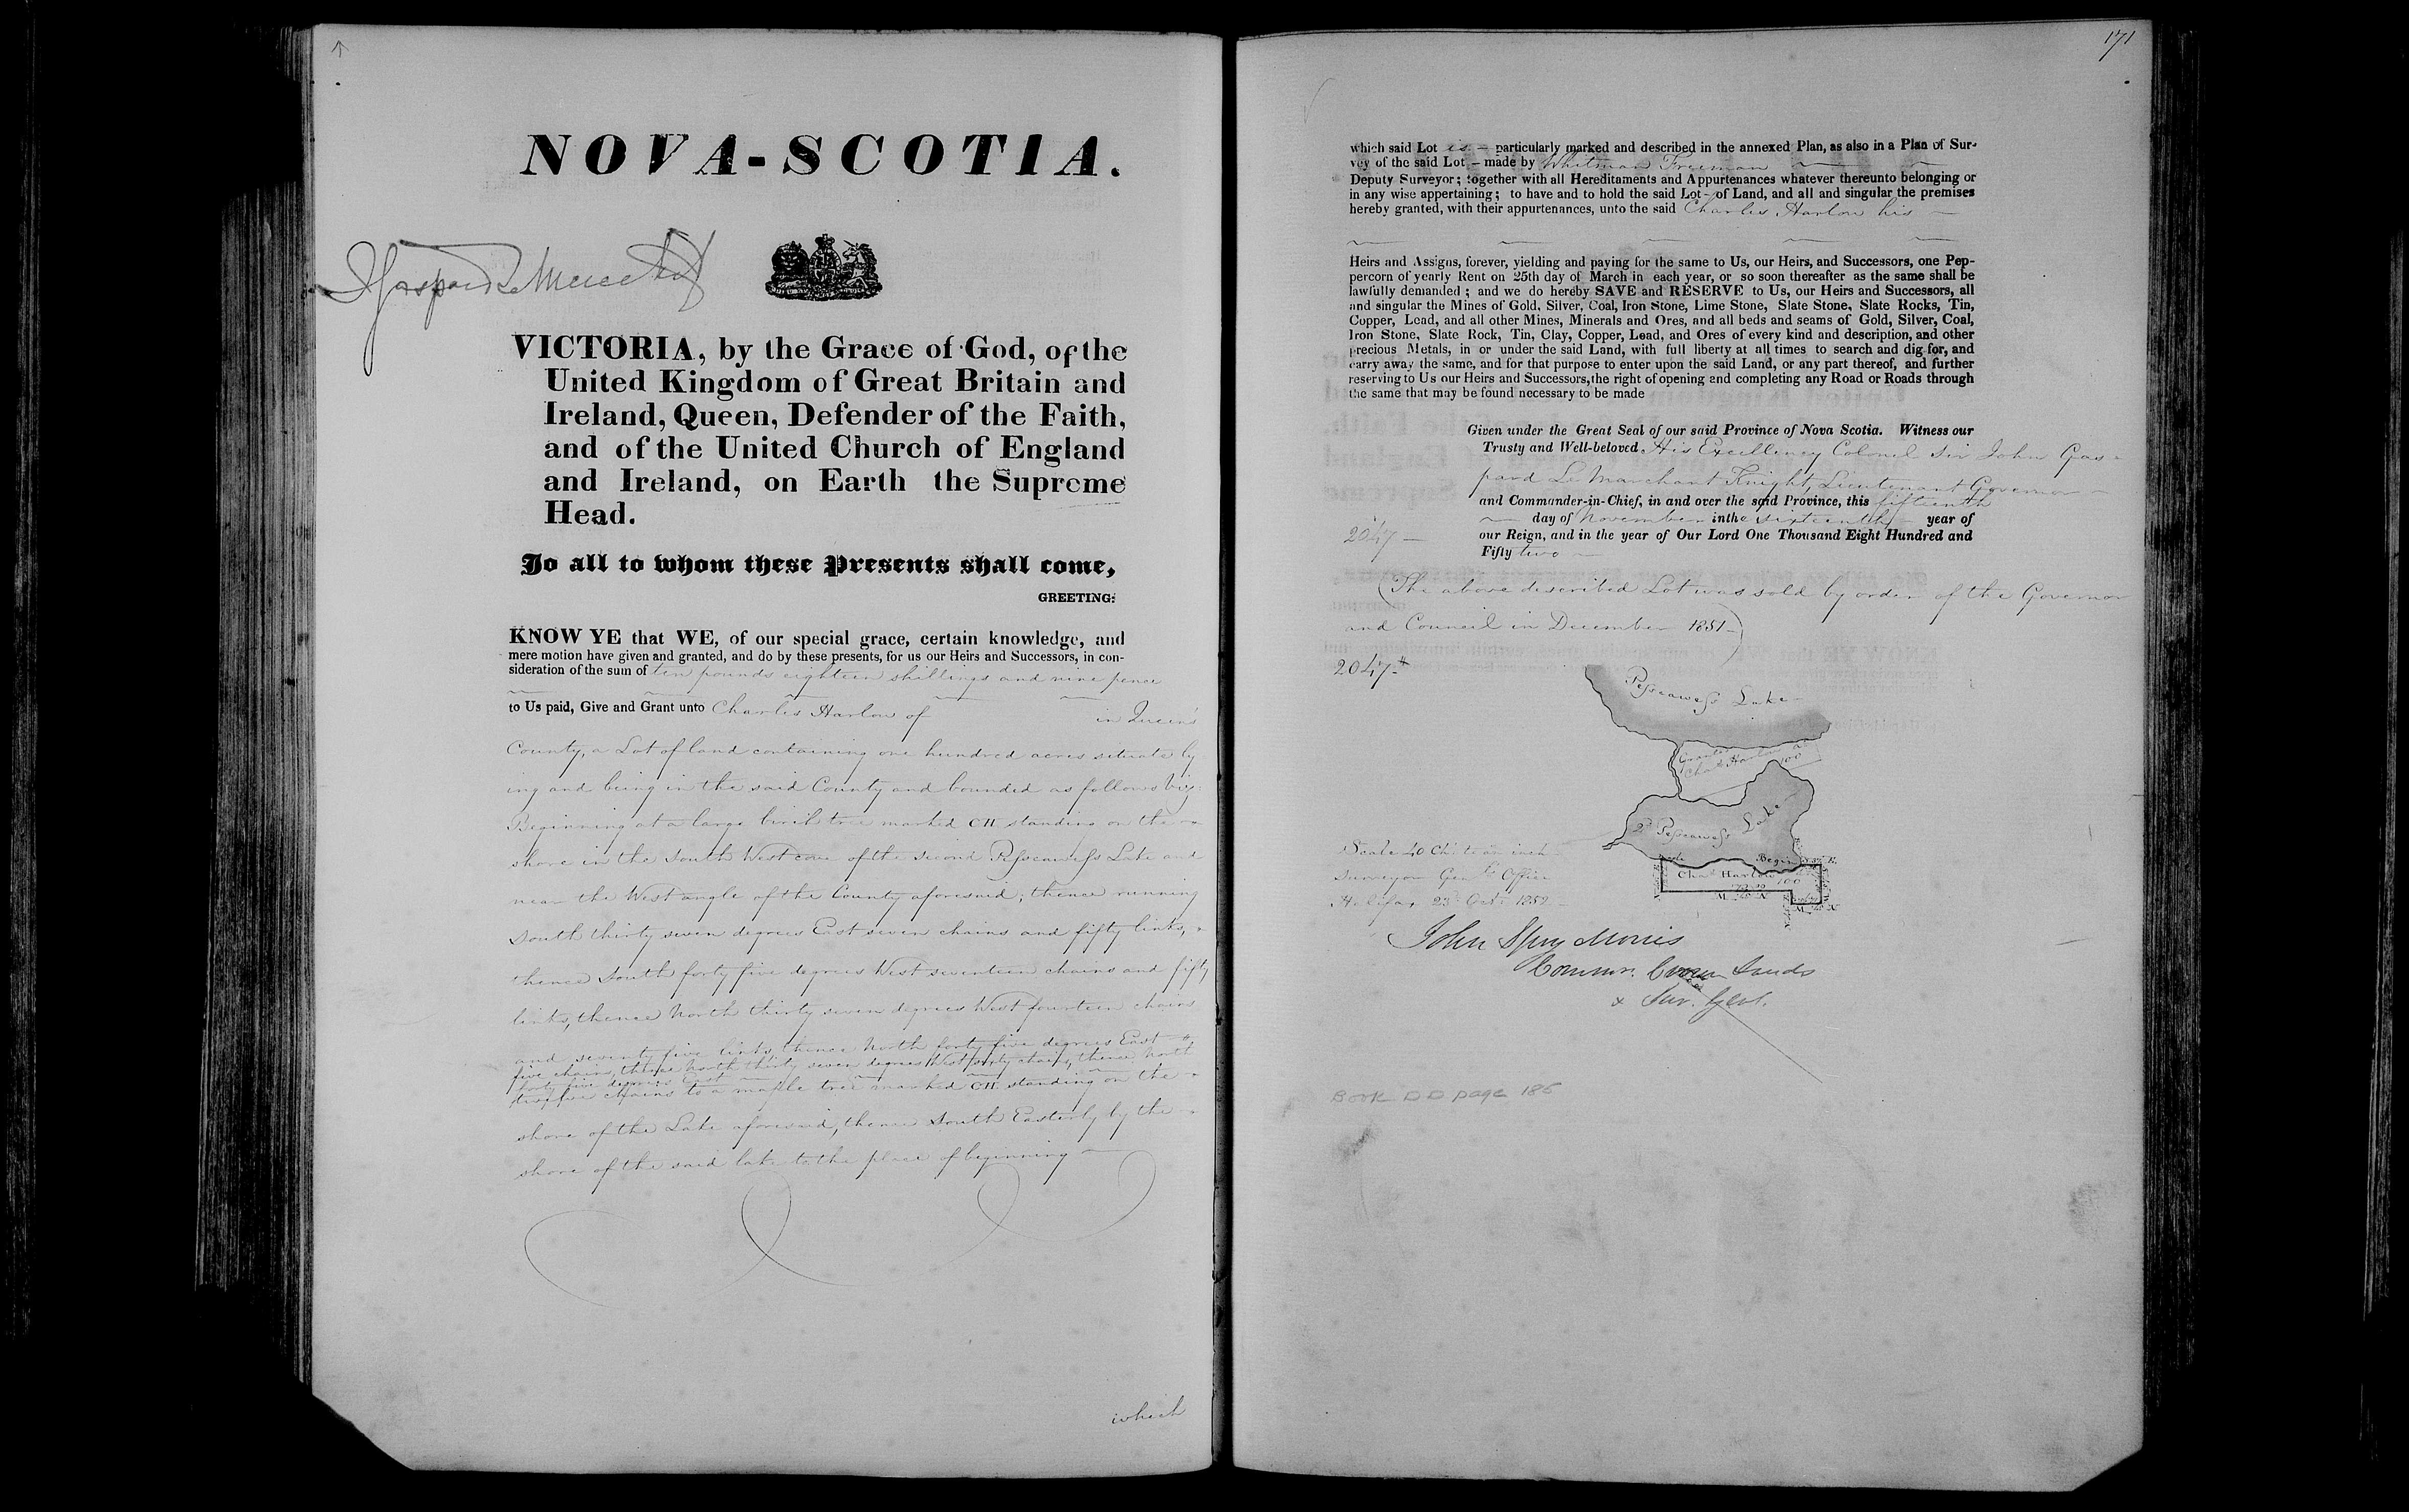 NOVA-SCOTIA.
J Gaspard Le Marchant
VICTORIA, by the Grace of God, of the
United Kingdom of Great Britain and
Ireland, Queen, Defender of the Faith,
and of the United Church of England
and Ireland, on Earth the Supreme
Head.
To all to whom these Presents shall come,
GREETING:
KNOW YE that WE, of our special grace, certain knowledge, and
mere motion have given and granted, and do by these presents, for us our Heirs and Successors, in con-
sideration of the sum of ten pounds eighteen shillings and nine pence
to Us paid, Give and Grant unto Charles Harlow of in Queen's
County, a Lot of land containing one hundred acres situate ly
ing and being in the said County and bounded as follows Viz.
Beginning at a large birch tree marked CH standing on the
shore in the South West cove of the second Pesscawess Lake and
near the West angle of the County aforesaid; thence running
South thirty seven degrees East seven chains and fifty links,
thence South forty five degrees West seventeen chains and fifty
links, thence North thirty seven degrees West fourteen chains
and seventy five links, thence North forty five degrees East
five chains, thence North thirty seven degrees West forty chains, thence North
forty five degrees East
chains to a maple tree marked CH standing on the
shore of the Lake aforesaid, thence South Easterly by the
shore of the said lake to the place of beginning
which
171
which said Lot is particularly marked and described in the annexed Plan, as also in a Plan of Sur-
vey of the said Lot made by Whitman Freeman
Deputy Surveyor; together with all Hereditaments and Appurtenances whatever thereunto belonging or
in any wise appertaining; to have and to hold the said Lot of Land, and all and singular the premises
hereby granted, with their appurtenances, unto the said Charles Harlow his
Heirs and Assigns, forever, yielding and paying for the same to Us, our Heirs, and Successors, one Pep-
percorn of yearly Rent on 25th day of March in each year, or so soon thereafter as the same shall be
lawfully demanded; and we do hereby SAVE and RESERVE to Us, our Heirs and Successors, all
and singular the Mines of Gold, Silver, Coal, Iron Stone, Lime Stone, Slate Stone, Slate Rocks, Tin,
Copper, Lead, and all other Mines, Minerals and Ores, and all beds and seams of Gold, Silver, Coal,
Iron Stone, Slate Rock, Tin, Clay, Copper, Lead, and Ores of every kind and description, and other
precious Metals, in or under the said Land, with full liberty at all times to search and dig for, and
carry away the same, and for that purpose to enter upon the said Land, or any part thereof, and further
reserving to Us our Heirs and Successors, the right of opening and completing any Road or Roads through
the same that may be found necessary to be made
Given under the Great Seal of our said Province of Nova Scotia. Witness our
Trusty and Well-beloved His Excellency Colonel Sir John Gas-
pard Le Marchant Knight, Lieutenant Governor
and Commander-in-Chief, in and over the said Province, this fifteenth
day of November in the sixteenth year of
2047
our Reign, and in the year of Our Lord One Thousand Eight Hundred and
Fifty two
(The above described Lot was sold by order of the Governor
and Council in December 1851)
2047
Pesscawess Lake
Granted
Chas Harlow
100
2d Pesscawess Lake
Begin
Chas Harlow
100
Scale 40 Chs to an inch
Surveyor Genls Office
Halifax, 23d Octr 1852
John Spry Morris
Commr. Crown Lands
& Sur. Genl.
Book DD page 186